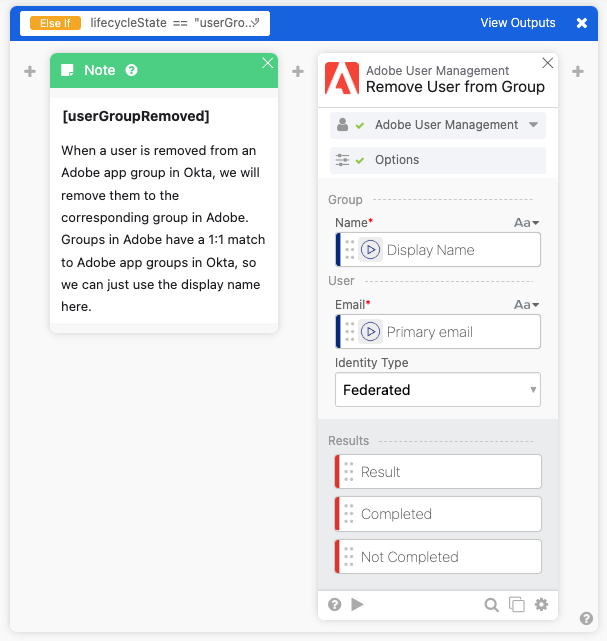 Else If lifecycleState == "userGro... View Outputs
Note
[userGroupRemoved]
When a user is removed from an
Adobe app group in Okta, we will
remove them to the
corresponding group in Adobe.
Groups in Adobe have a 1:1 match
to Adobe app groups in Okta, so
we can just use the display name
here.
Adobe User Management
Remove User from Group
Adobe User Management
Options
Group
Name* Aa
Display Name
User
Email* Aa
Primary email
Identity Type
Federated
Results
Result
Completed
Not Completed